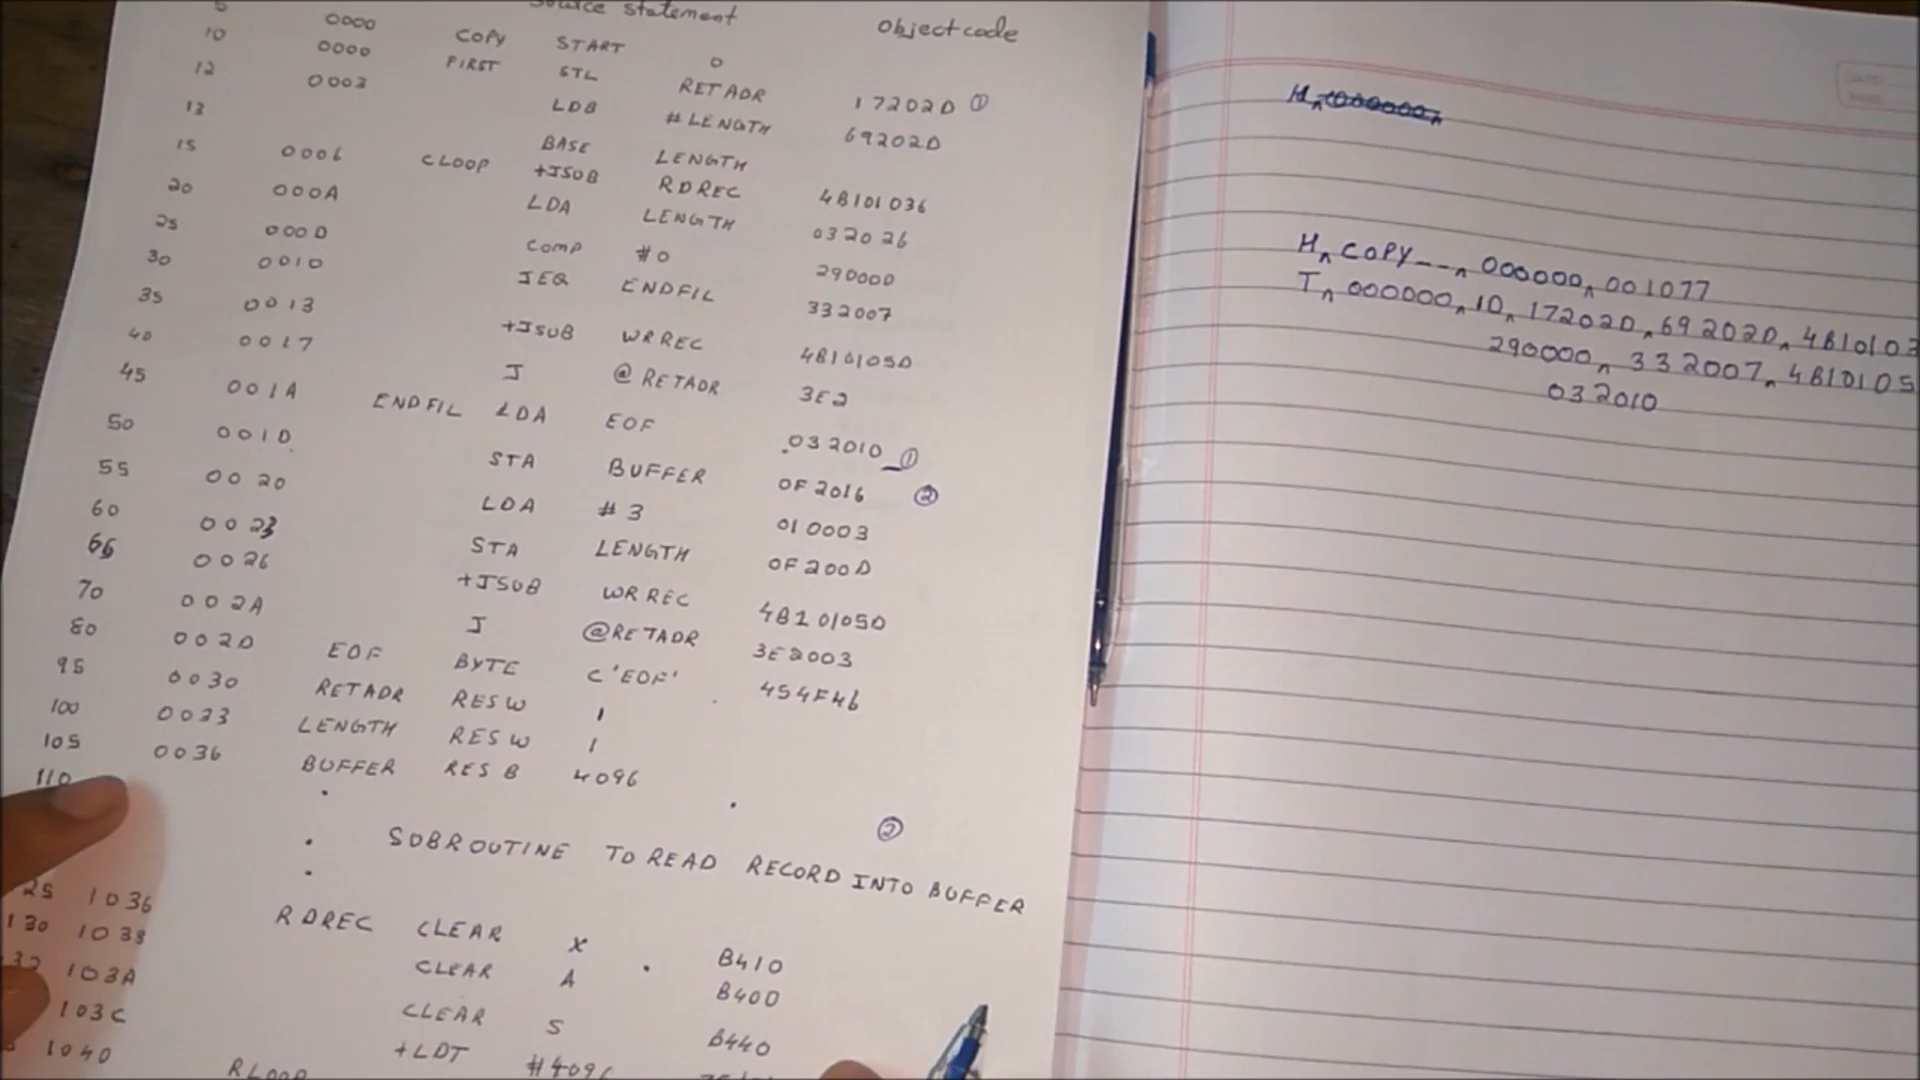 Source statement Object code
5 0000 COPY START 0
10 0000 FIRST STL RETADR 17202D ①
12 0003 LDB #LENGTH 69202D
13 BASE LENGTH
15 0006 CLOOP +JSUB RDREC 4B101036
20 000A LDA LENGTH 032026
25 000D COMP #0 290000
30 0010 JEQ ENDFIL 332007
35 0013 +JSUB WRREC 4B10105D
40 0017 J @RETADR 3E2
45 001A ENDFIL LDA EOF 032010 ①
50 001D STA BUFFER 0F2016 ②
55 0020 LDA #3 010003
60 0023 STA LENGTH 0F200D
65 0026 +JSUB WRREC 4B10105D
70 002A J @RETADR 3E2003
80 002D EOF BYTE C'EOF' 454F46
95 0030 RETADR RESW 1
100 0033 LENGTH RESW 1
105 0036 BUFFER RESB 4096
110 .
②
. SUBROUTINE TO READ RECORD INTO BUFFER
.
25 1036 RDREC CLEAR X B410
130 1038 CLEAR A B400
32 103A CLEAR S B440
103C +LDT #4096
1040 RLOOP
H^000000^
H^COPY--^000000^001077
T^000000^1D^17202D^69202D^4B10103
290000^332007^4B10105
032010